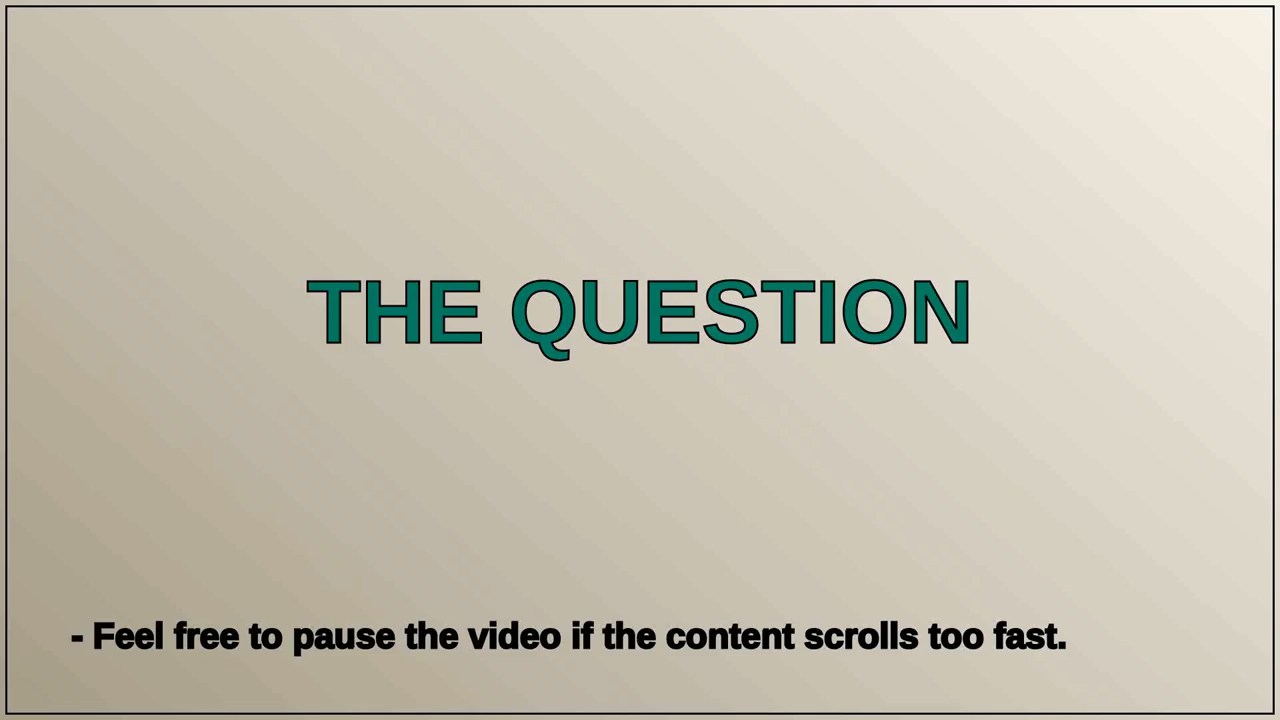 THE QUESTION
- Feel free to pause the video if the content scrolls too fast.